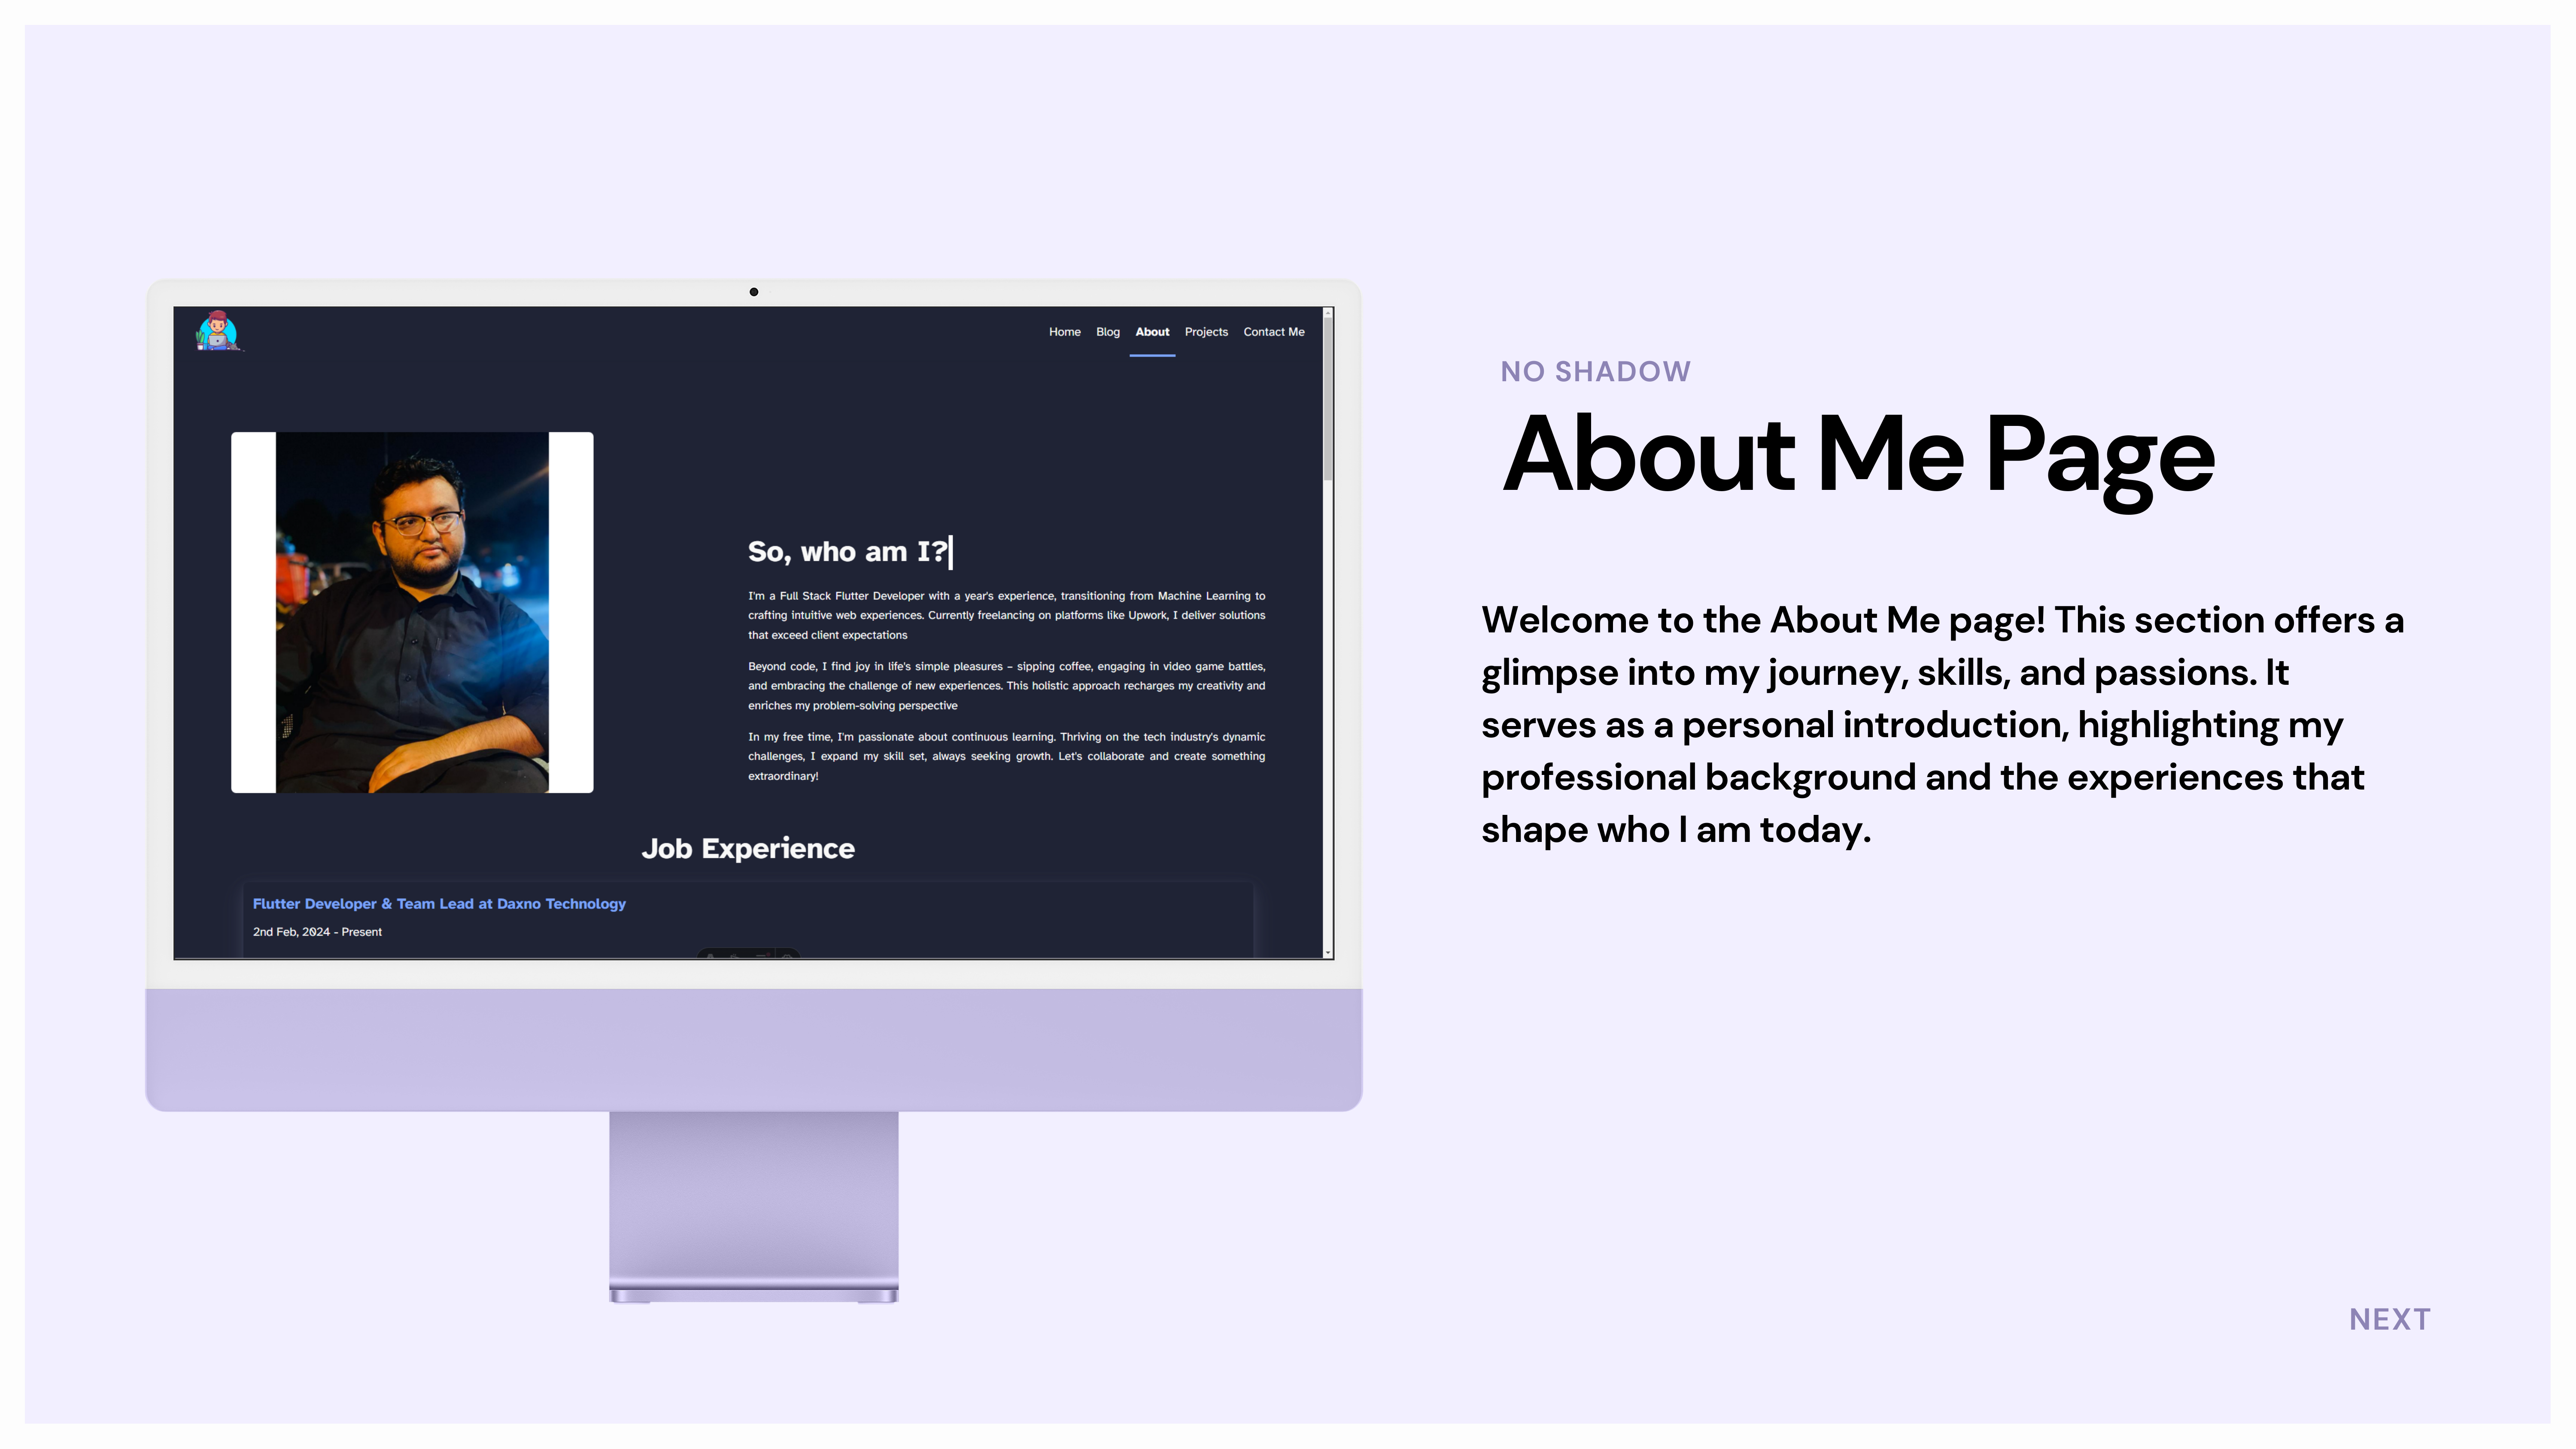 Home Blog About Projects Contact Me
So, who am I?
I'm a Full Stack Flutter Developer with a year's experience, transitioning from Machine Learning to
crafting intuitive web experiences. Currently freelancing on platforms like Upwork, I deliver solutions
that exceed client expectations
Beyond code, I find joy in life's simple pleasures – sipping coffee, engaging in video game battles,
and embracing the challenge of new experiences. This holistic approach recharges my creativity and
enriches my problem-solving perspective
In my free time, I'm passionate about continuous learning. Thriving on the tech industry's dynamic
challenges, I expand my skill set, always seeking growth. Let's collaborate and create something
extraordinary!
Job Experience
Flutter Developer & Team Lead at Daxno Technology
2nd Feb, 2024 - Present
NO SHADOW
About Me Page
Welcome to the About Me page! This section offers a
glimpse into my journey, skills, and passions. It
serves as a personal introduction, highlighting my
professional background and the experiences that
shape who I am today.
NEXT